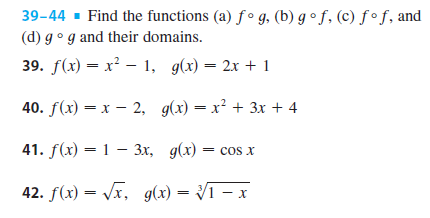 39–44 ▪ Find the functions (a) f ∘ g, (b) g ∘ f, (c) f ∘ f, and
(d) g ∘ g and their domains.
39. f(x) = x² − 1, g(x) = 2x + 1
40. f(x) = x − 2, g(x) = x² + 3x + 4
41. f(x) = 1 − 3x, g(x) = cos x
42. f(x) = √x, g(x) = ∛(1 − x)